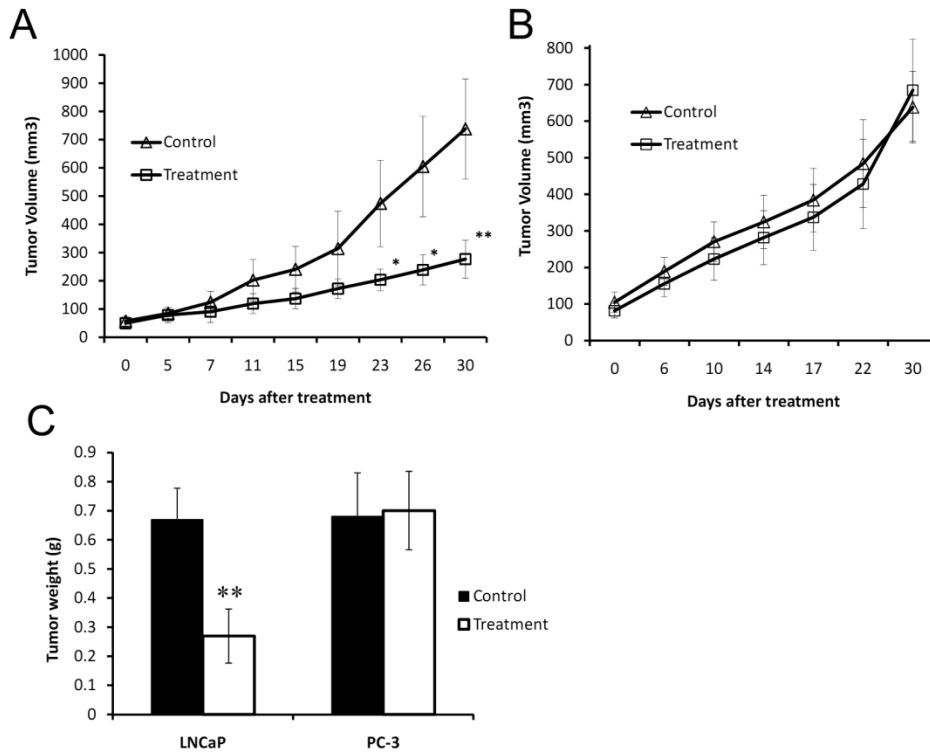 A
Tumor Volume (mm3)
1000
900
800
700
600
500
400
300
200
100
0
Control
Treatment
*
*
**
0 5 7 11 15 19 23 26 30
Days after treatment
B
Tumor Volume (mm3)
800
700
600
500
400
300
200
100
0
Control
Treatment
0 6 10 14 17 22 30
Days after treatment
C
Tumor weight (g)
0.9
0.8
0.7
0.6
0.5
0.4
0.3
0.2
0.1
0
**
Control
Treatment
LNCaP PC-3